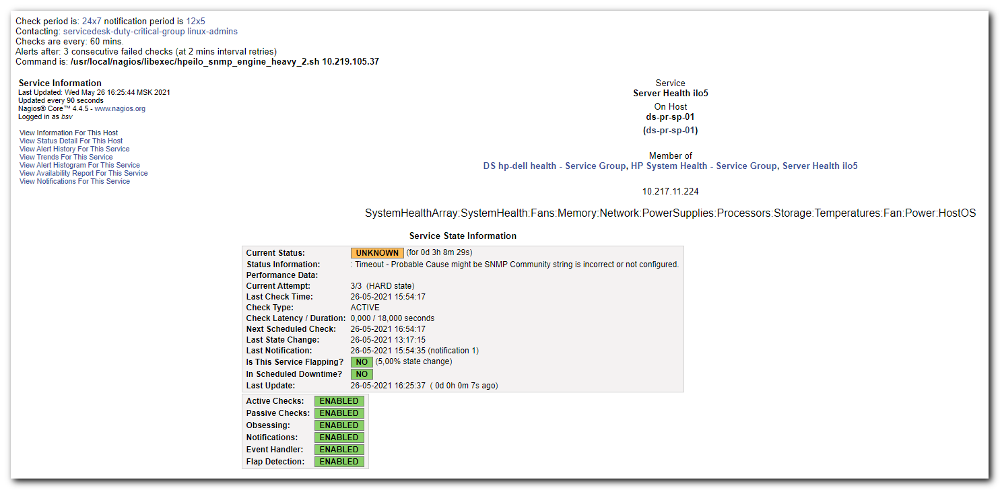 Check period is: 24x7 notification period is 12x5
Contacting: servicedesk-duty-critical-group linux-admins
Checks are every: 60 mins.
Alerts after: 3 consecutive failed checks (at 2 mins interval retries)
Command is: /usr/local/nagios/libexec/hpeilo_snmp_engine_heavy_2.sh 10.219.105.37
Service Information
Last Updated: Wed May 26 16:25:44 MSK 2021
Updated every 90 seconds
Nagios® Core™ 4.4.5 - www.nagios.org
Logged in as bsv
View Information For This Host
View Status Detail For This Host
View Alert History For This Service
View Trends For This Service
View Alert Histogram For This Service
View Availability Report For This Service
View Notifications For This Service
Service
Server Health ilo5
On Host
ds-pr-sp-01
(ds-pr-sp-01)
Member of
DS hp-dell health - Service Group, HP System Health - Service Group, Server Health ilo5
10.217.11.224
SystemHealthArray:SystemHealth:Fans:Memory:Network:PowerSupplies:Processors:Storage:Temperatures:Fan:Power:HostOS
Service State Information
Current Status: UNKNOWN (for 0d 3h 8m 29s)
Status Information: : Timeout - Probable Cause might be SNMP Community string is incorrect or not configured.
Performance Data:
Current Attempt: 3/3 (HARD state)
Last Check Time: 26-05-2021 15:54:17
Check Type: ACTIVE
Check Latency / Duration: 0,000 / 18,000 seconds
Next Scheduled Check: 26-05-2021 16:54:17
Last State Change: 26-05-2021 13:17:15
Last Notification: 26-05-2021 15:54:35 (notification 1)
Is This Service Flapping? NO (5,00% state change)
In Scheduled Downtime? NO
Last Update: 26-05-2021 16:25:37 ( 0d 0h 0m 7s ago)
Active Checks: ENABLED
Passive Checks: ENABLED
Obsessing: ENABLED
Notifications: ENABLED
Event Handler: ENABLED
Flap Detection: ENABLED